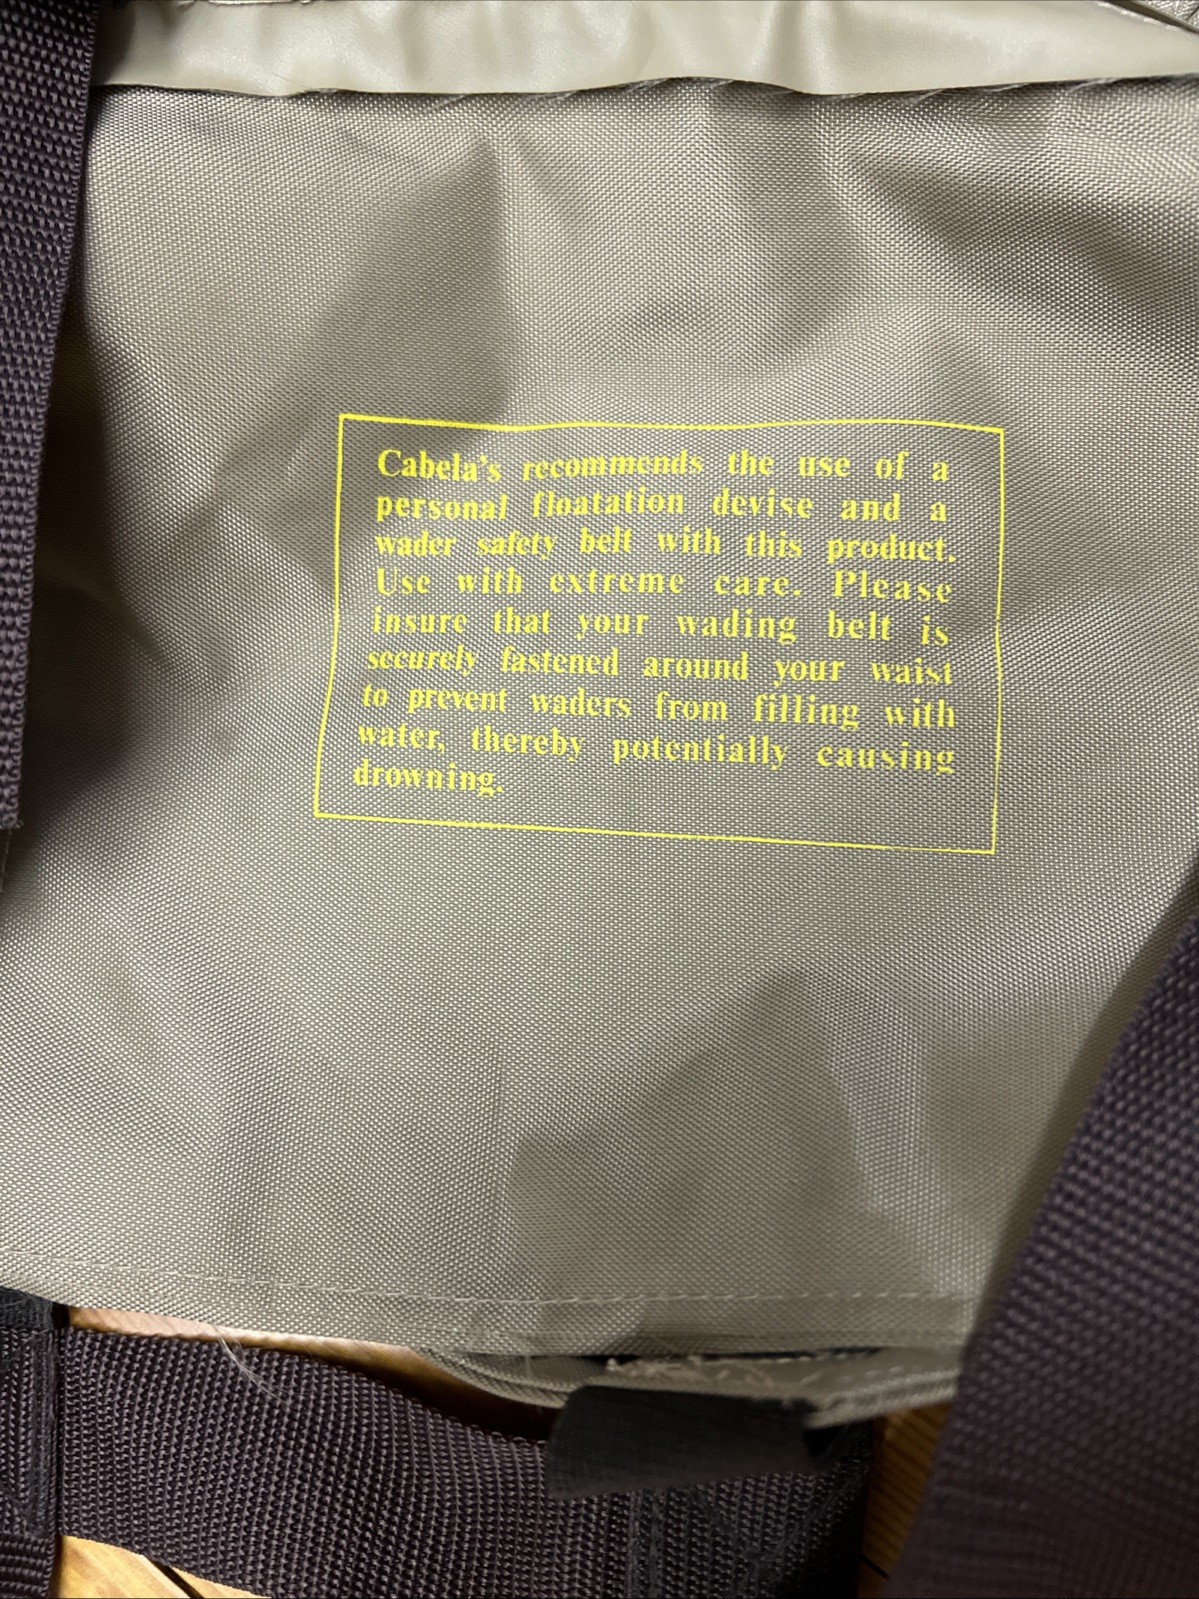 Cabela's recommends the use of a
personal floatation devise and a
wader safety belt with this product.
Use with extreme care. Please
insure that your wading belt is
securely fastened around your waist
to prevent waders from filling with
water, thereby potentially causing
drowning.